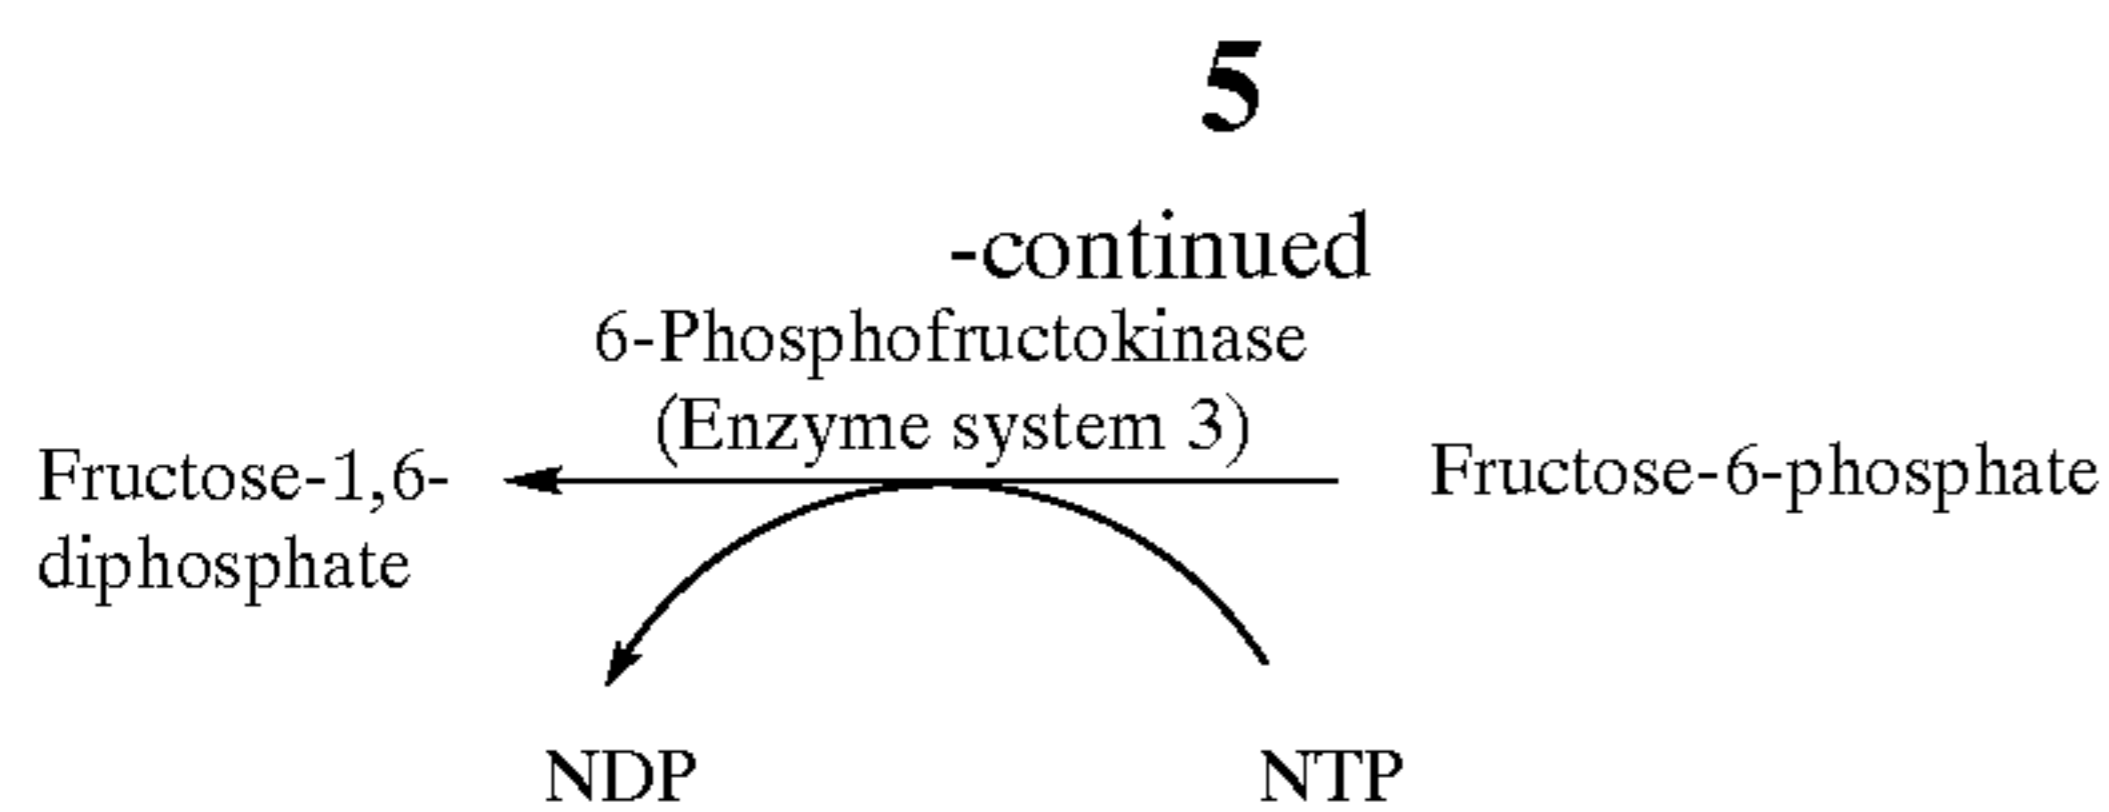 5
-continued
6-Phosphofructokinase
(Enzyme system 3)
Fructose-1,6-
diphosphate
Fructose-6-phosphate
NDP
NTP